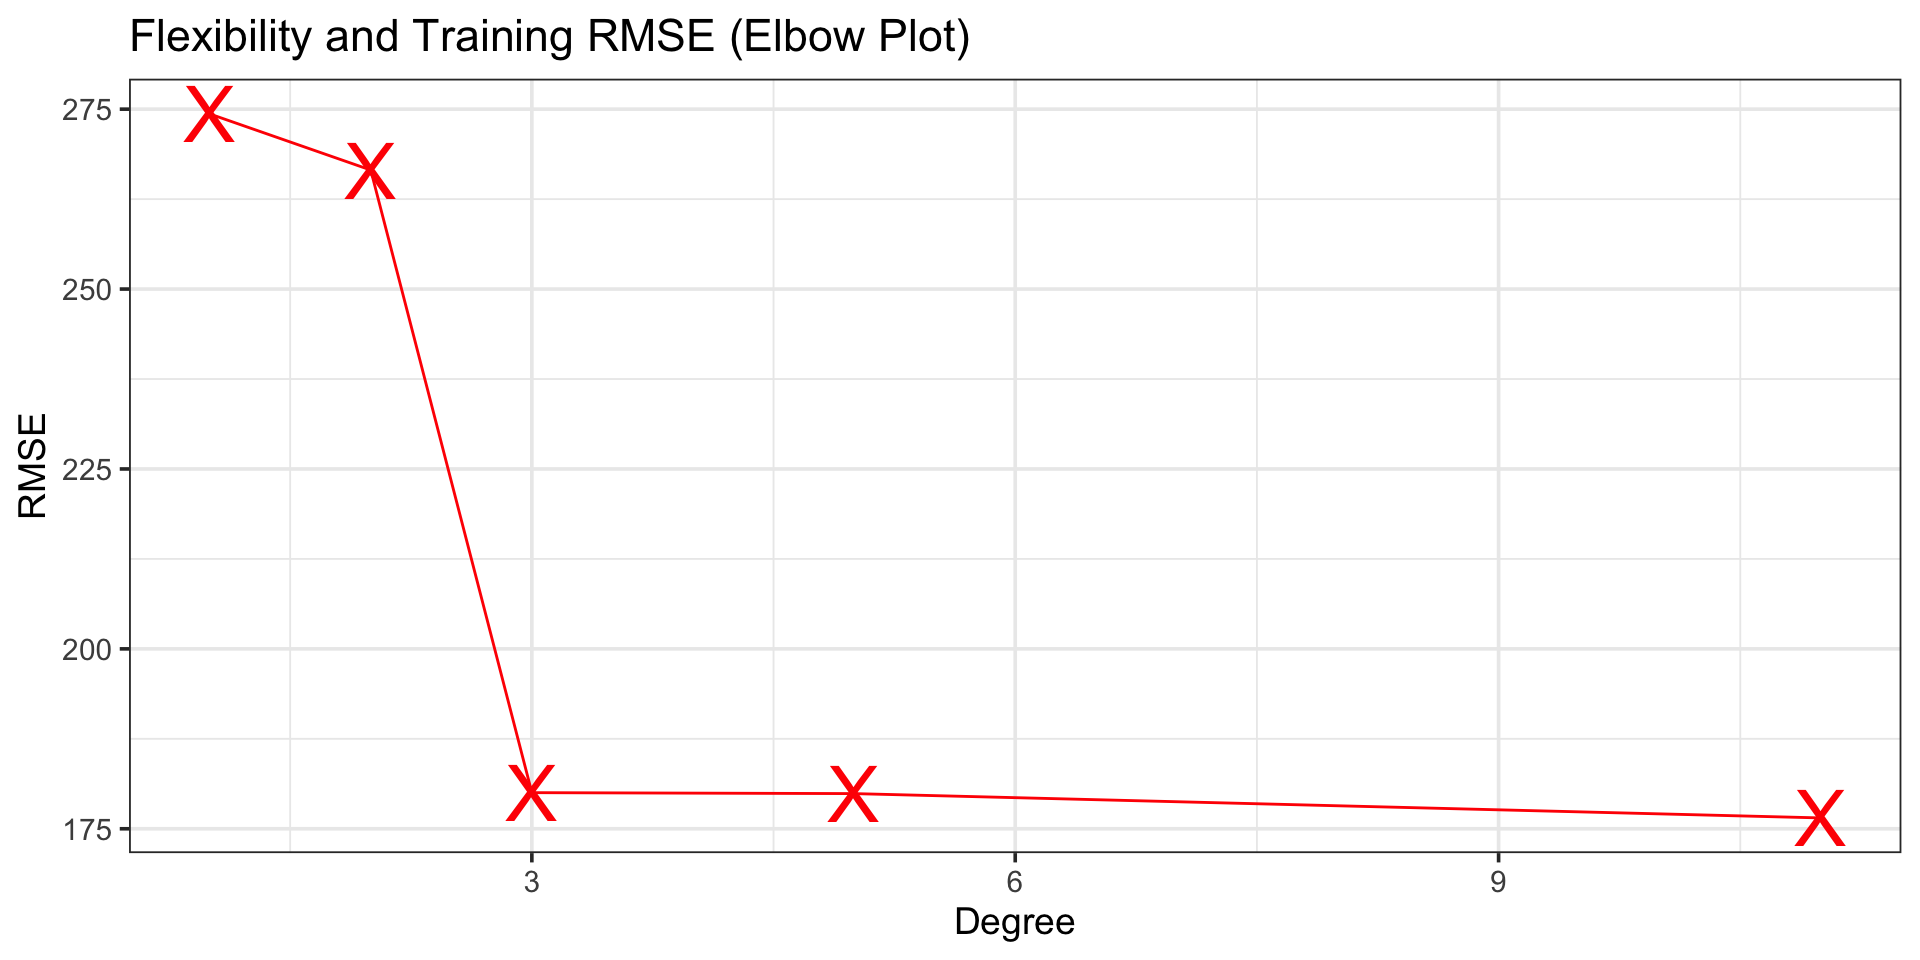 Flexibility and Training RMSE (Elbow Plot)
275
250
225
200
175
RMSE
X
X
X
X
X
3
6
9
Degree